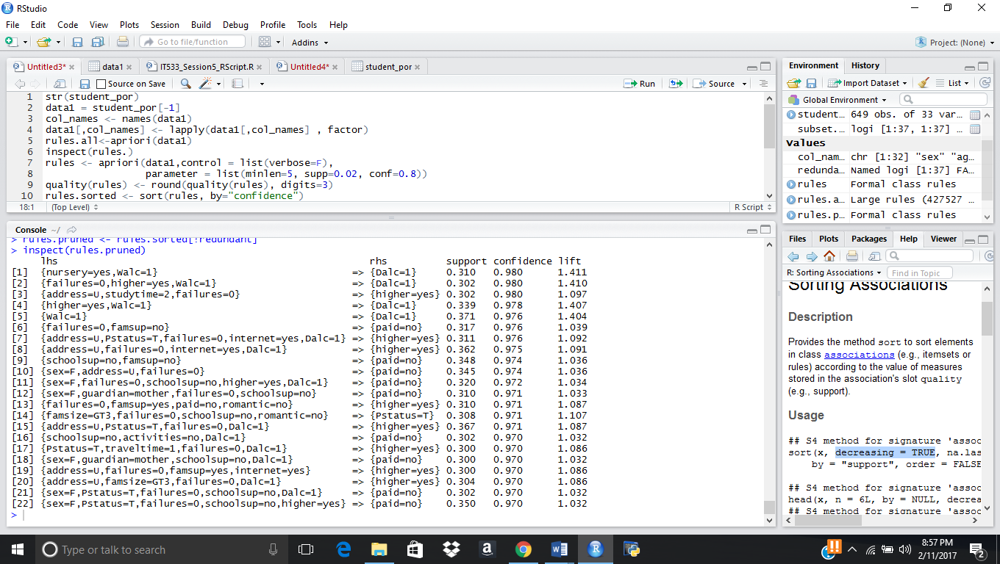 RStudio
File Edit Code View Plots Session Build Debug Profile Tools Help
Go to file/function Addins Project: (None)
Untitled3* data1 IT533_Session5_RScript.R Untitled4* student_por
Source on Save Run Source
1 str(student_por)
2 data1 = student_por[-1]
3 col_names <- names(data1)
4 data1[,col_names] <- lapply(data1[,col_names] , factor)
5 rules.all<-apriori(data1)
6 inspect(rules.)
7 rules <- apriori(data1,control = list(verbose=F),
8 parameter = list(minlen=5, supp=0.02, conf=0.8))
9 quality(rules) <- round(quality(rules), digits=3)
10 rules.sorted <- sort(rules, by="confidence")
18:1 (Top Level) R Script
Console ~/
> rules.pruned <- rules.sorted[!redundant]
> inspect(rules.pruned)
lhs rhs support confidence lift
[1] {nursery=yes,Walc=1} => {Dalc=1} 0.310 0.980 1.411
[2] {failures=0,higher=yes,Walc=1} => {Dalc=1} 0.302 0.980 1.410
[3] {address=U,studytime=2,failures=0} => {higher=yes} 0.302 0.980 1.097
[4] {higher=yes,Walc=1} => {Dalc=1} 0.339 0.978 1.407
[5] {Walc=1} => {Dalc=1} 0.371 0.976 1.404
[6] {failures=0,famsup=no} => {paid=no} 0.317 0.976 1.039
[7] {address=U,Pstatus=T,failures=0,internet=yes,Dalc=1} => {higher=yes} 0.311 0.976 1.092
[8] {address=U,failures=0,internet=yes,Dalc=1} => {higher=yes} 0.362 0.975 1.091
[9] {schoolsup=no,famsup=no} => {paid=no} 0.348 0.974 1.036
[10] {sex=F,address=U,failures=0} => {paid=no} 0.345 0.974 1.036
[11] {sex=F,failures=0,schoolsup=no,higher=yes,Dalc=1} => {paid=no} 0.320 0.972 1.034
[12] {sex=F,guardian=mother,failures=0,schoolsup=no} => {paid=no} 0.310 0.971 1.033
[13] {failures=0,famsup=yes,paid=no,romantic=no} => {higher=yes} 0.310 0.971 1.087
[14] {famsize=GT3,failures=0,schoolsup=no,romantic=no} => {Pstatus=T} 0.308 0.971 1.107
[15] {address=U,Pstatus=T,failures=0,Dalc=1} => {higher=yes} 0.367 0.971 1.087
[16] {schoolsup=no,activities=no,Dalc=1} => {paid=no} 0.302 0.970 1.032
[17] {Pstatus=T,traveltime=1,failures=0,Dalc=1} => {higher=yes} 0.300 0.970 1.086
[18] {sex=F,guardian=mother,schoolsup=no,Dalc=1} => {paid=no} 0.300 0.970 1.032
[19] {address=U,failures=0,famsup=yes,internet=yes} => {higher=yes} 0.300 0.970 1.086
[20] {address=U,famsize=GT3,failures=0,Dalc=1} => {higher=yes} 0.304 0.970 1.086
[21] {sex=F,Pstatus=T,failures=0,schoolsup=no,Dalc=1} => {paid=no} 0.302 0.970 1.032
[22] {sex=F,Pstatus=T,failures=0,schoolsup=no,higher=yes} => {paid=no} 0.350 0.970 1.032
>
Environment History
Import Dataset List
Global Environment
student... 649 obs. of 33 var...
subset.... logi [1:37, 1:37] ...
Values
col_nam... chr [1:32] "sex" "ag...
redunda... Named logi [1:37] FA...
rules Formal class rules
rules.a... Large rules (427527 ...
rules.p... Formal class rules
Files Plots Packages Help Viewer
R: Sorting Associations Find in Topic
Sorting Associations
Description
Provides the method sort to sort elements
in class associations (e.g., itemsets or
rules) according to the value of measures
stored in the association's slot quality
(e.g., support).
Usage
## S4 method for signature 'assoc
sort(x, decreasing = TRUE, na.las
by = "support", order = FALSE
## S4 method for signature 'assoc
head(x, n = 6L, by = NULL, decrea
## S4 method for signature 'assoc
Type or talk to search
8:57 PM
2/11/2017
2